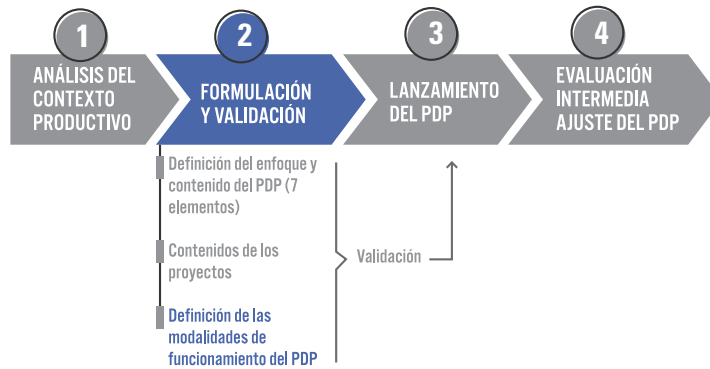 1
2
3
4
ANÁLISIS DEL
CONTEXTO
PRODUCTIVO
FORMULACIÓN
Y VALIDACIÓN
LANZAMIENTO
DEL PDP
EVALUACIÓN
INTERMEDIA
AJUSTE DEL PDP
Definición del enfoque y
contenido del PDP (7
elementos)
Contenidos de los
proyectos
Definición de las
modalidades de
funcionamiento del PDP
Validación